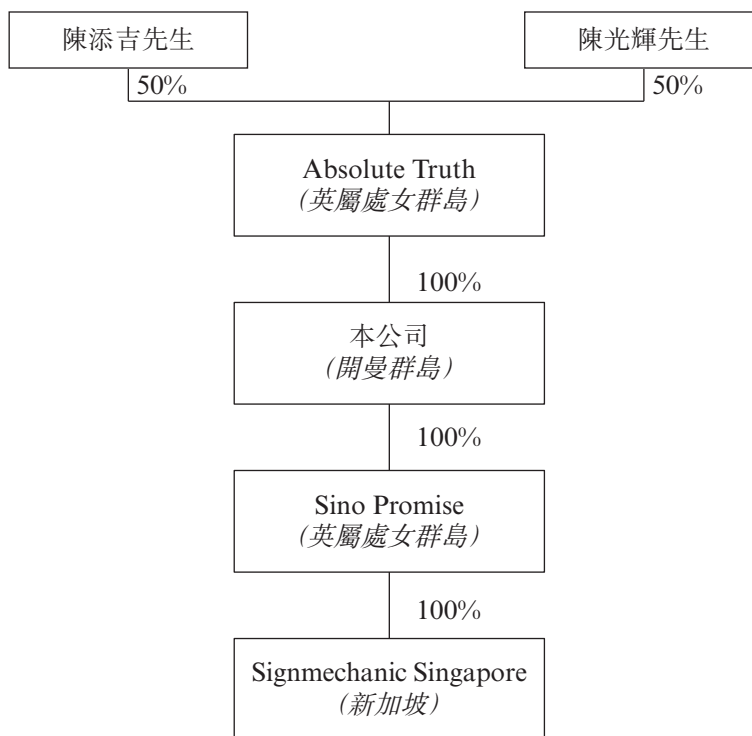 陳添吉先生
陳光輝先生
50%
50%
Absolute Truth
(英屬處女群島)
100%
本公司
(開曼群島)
100%
Sino Promise
(英屬處女群島)
100%
Signmechanic Singapore
(新加坡)